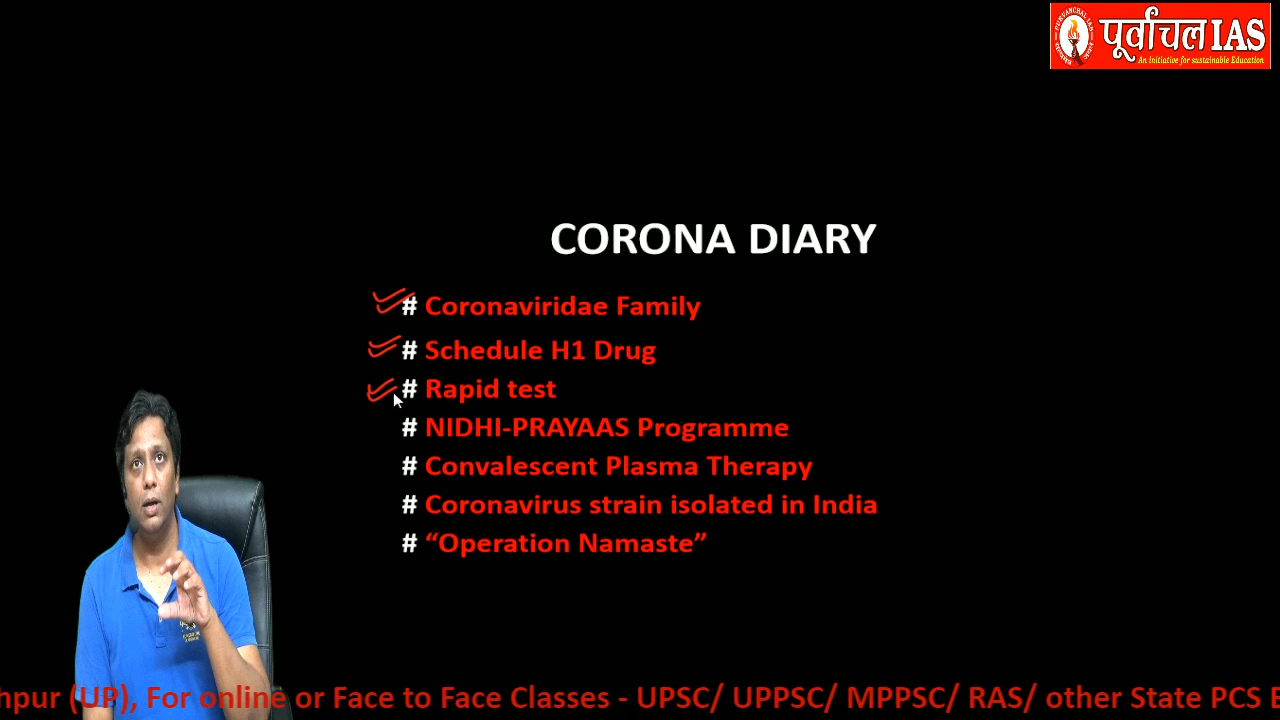 पूर्वांचल IAS
An initiative for sustainable Education
CORONA DIARY
# Coronaviridae Family
# Schedule H1 Drug
# Rapid test
# NIDHI-PRAYAAS Programme
# Convalescent Plasma Therapy
# Coronavirus strain isolated in India
# “Operation Namaste”
hpur (UP), For online or Face to Face Classes - UPSC/ UPPSC/ MPPSC/ RAS/ other State PCS E